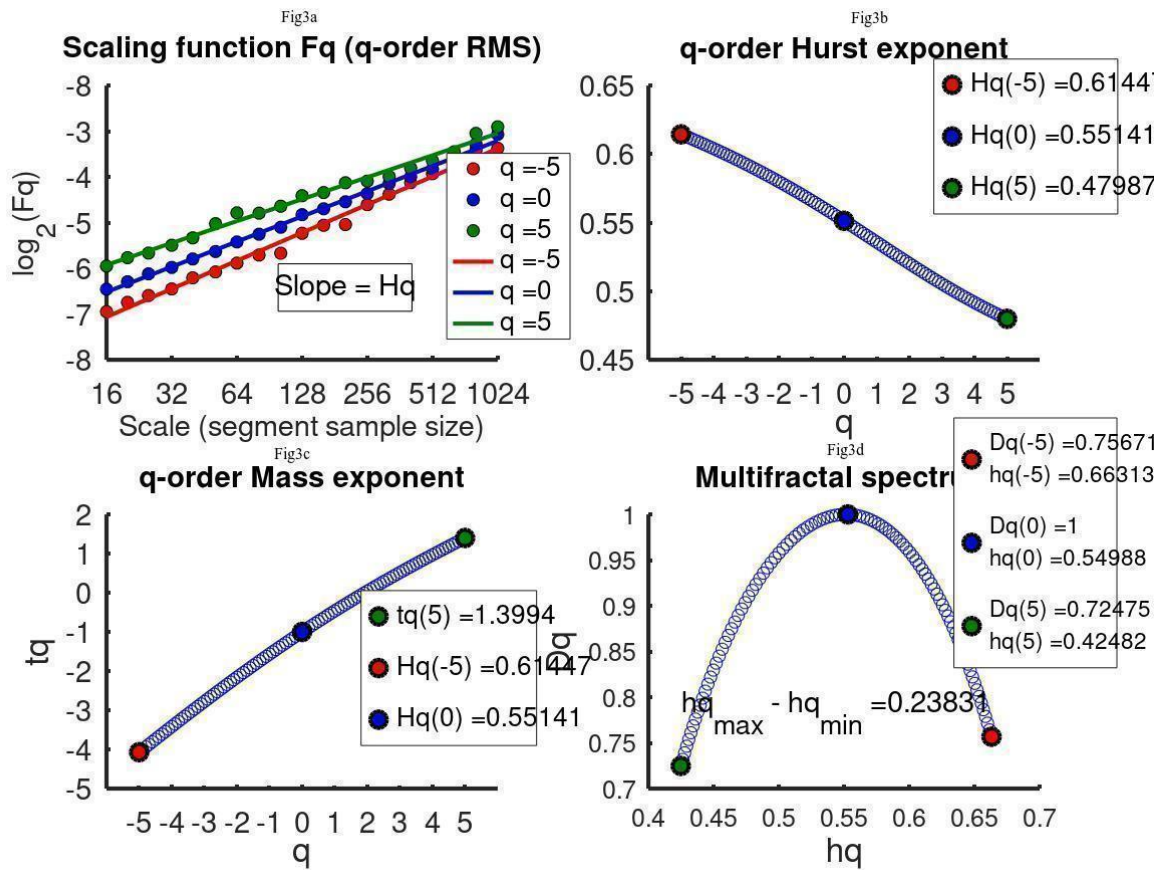 Fig3a
Scaling function Fq (q-order RMS)
-8
-3
-4
-5
-6
-7
-8
log2(Fq)
q =-5
q =0
q =5
q =-5
q =0
q =5
Slope = Hq
16 32 64 128 256 512 1024
Scale (segment sample size)
Fig3b
q-order Hurst exponent
0.65
0.6
0.55
0.5
0.45
Hq(-5) =0.61447
Hq(0) =0.55141
Hq(5) =0.47987
-5 -4 -3 -2 -1 0 1 2 3 4 5
q
Fig3c
q-order Mass exponent
2
1
0
-1
-2
-3
-4
-5
tq
tq(5) =1.3994
Hq(-5) =0.61447
Hq(0) =0.55141
-5 -4 -3 -2 -1 0 1 2 3 4 5
q
Fig3d
Multifractal spectru
1
0.95
0.9
0.85
0.8
0.75
0.7
Dq
Dq(-5) =0.75671
hq(-5) =0.66313
Dq(0) =1
hq(0) =0.54988
Dq(5) =0.72475
hq(5) =0.42482
hqmax - hqmin =0.23831
0.4 0.45 0.5 0.55 0.6 0.65 0.7
hq